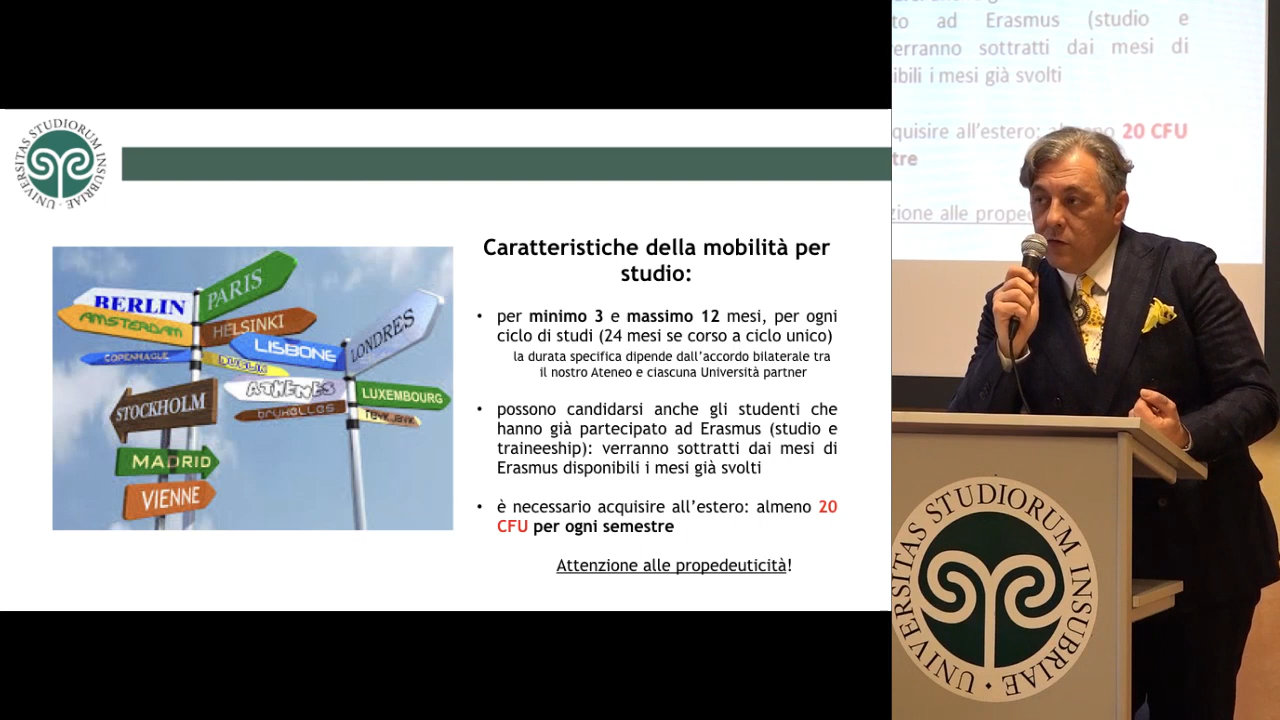 UNIVERSITAS STUDIORUM INSUBRIAE
BERLIN
PARIS
AMSTERDAM
HELSINKI
LONDRES
LISBONE
COPENHAGUE
DUBLIN
ATHENES
LUXEMBOURG
STOCKHOLM
bruxelles
MADRID
VIENNE
Caratteristiche della mobilità per
studio:
• per minimo 3 e massimo 12 mesi, per ogni
ciclo di studi (24 mesi se corso a ciclo unico)
la durata specifica dipende dall’accordo bilaterale tra
il nostro Ateneo e ciascuna Università partner
• possono candidarsi anche gli studenti che
hanno già partecipato ad Erasmus (studio e
traineeship): verranno sottratti dai mesi di
Erasmus disponibili i mesi già svolti
• è necessario acquisire all’estero: almeno 20
CFU per ogni semestre
Attenzione alle propedeuticità!
to ad Erasmus (studio e
verranno sottratti dai mesi di
ibili i mesi già svolti
quisire all’estero: 20 CFU
tre
zione alle prope
UNIVERSITAS STUDIORUM INSUBRIAE